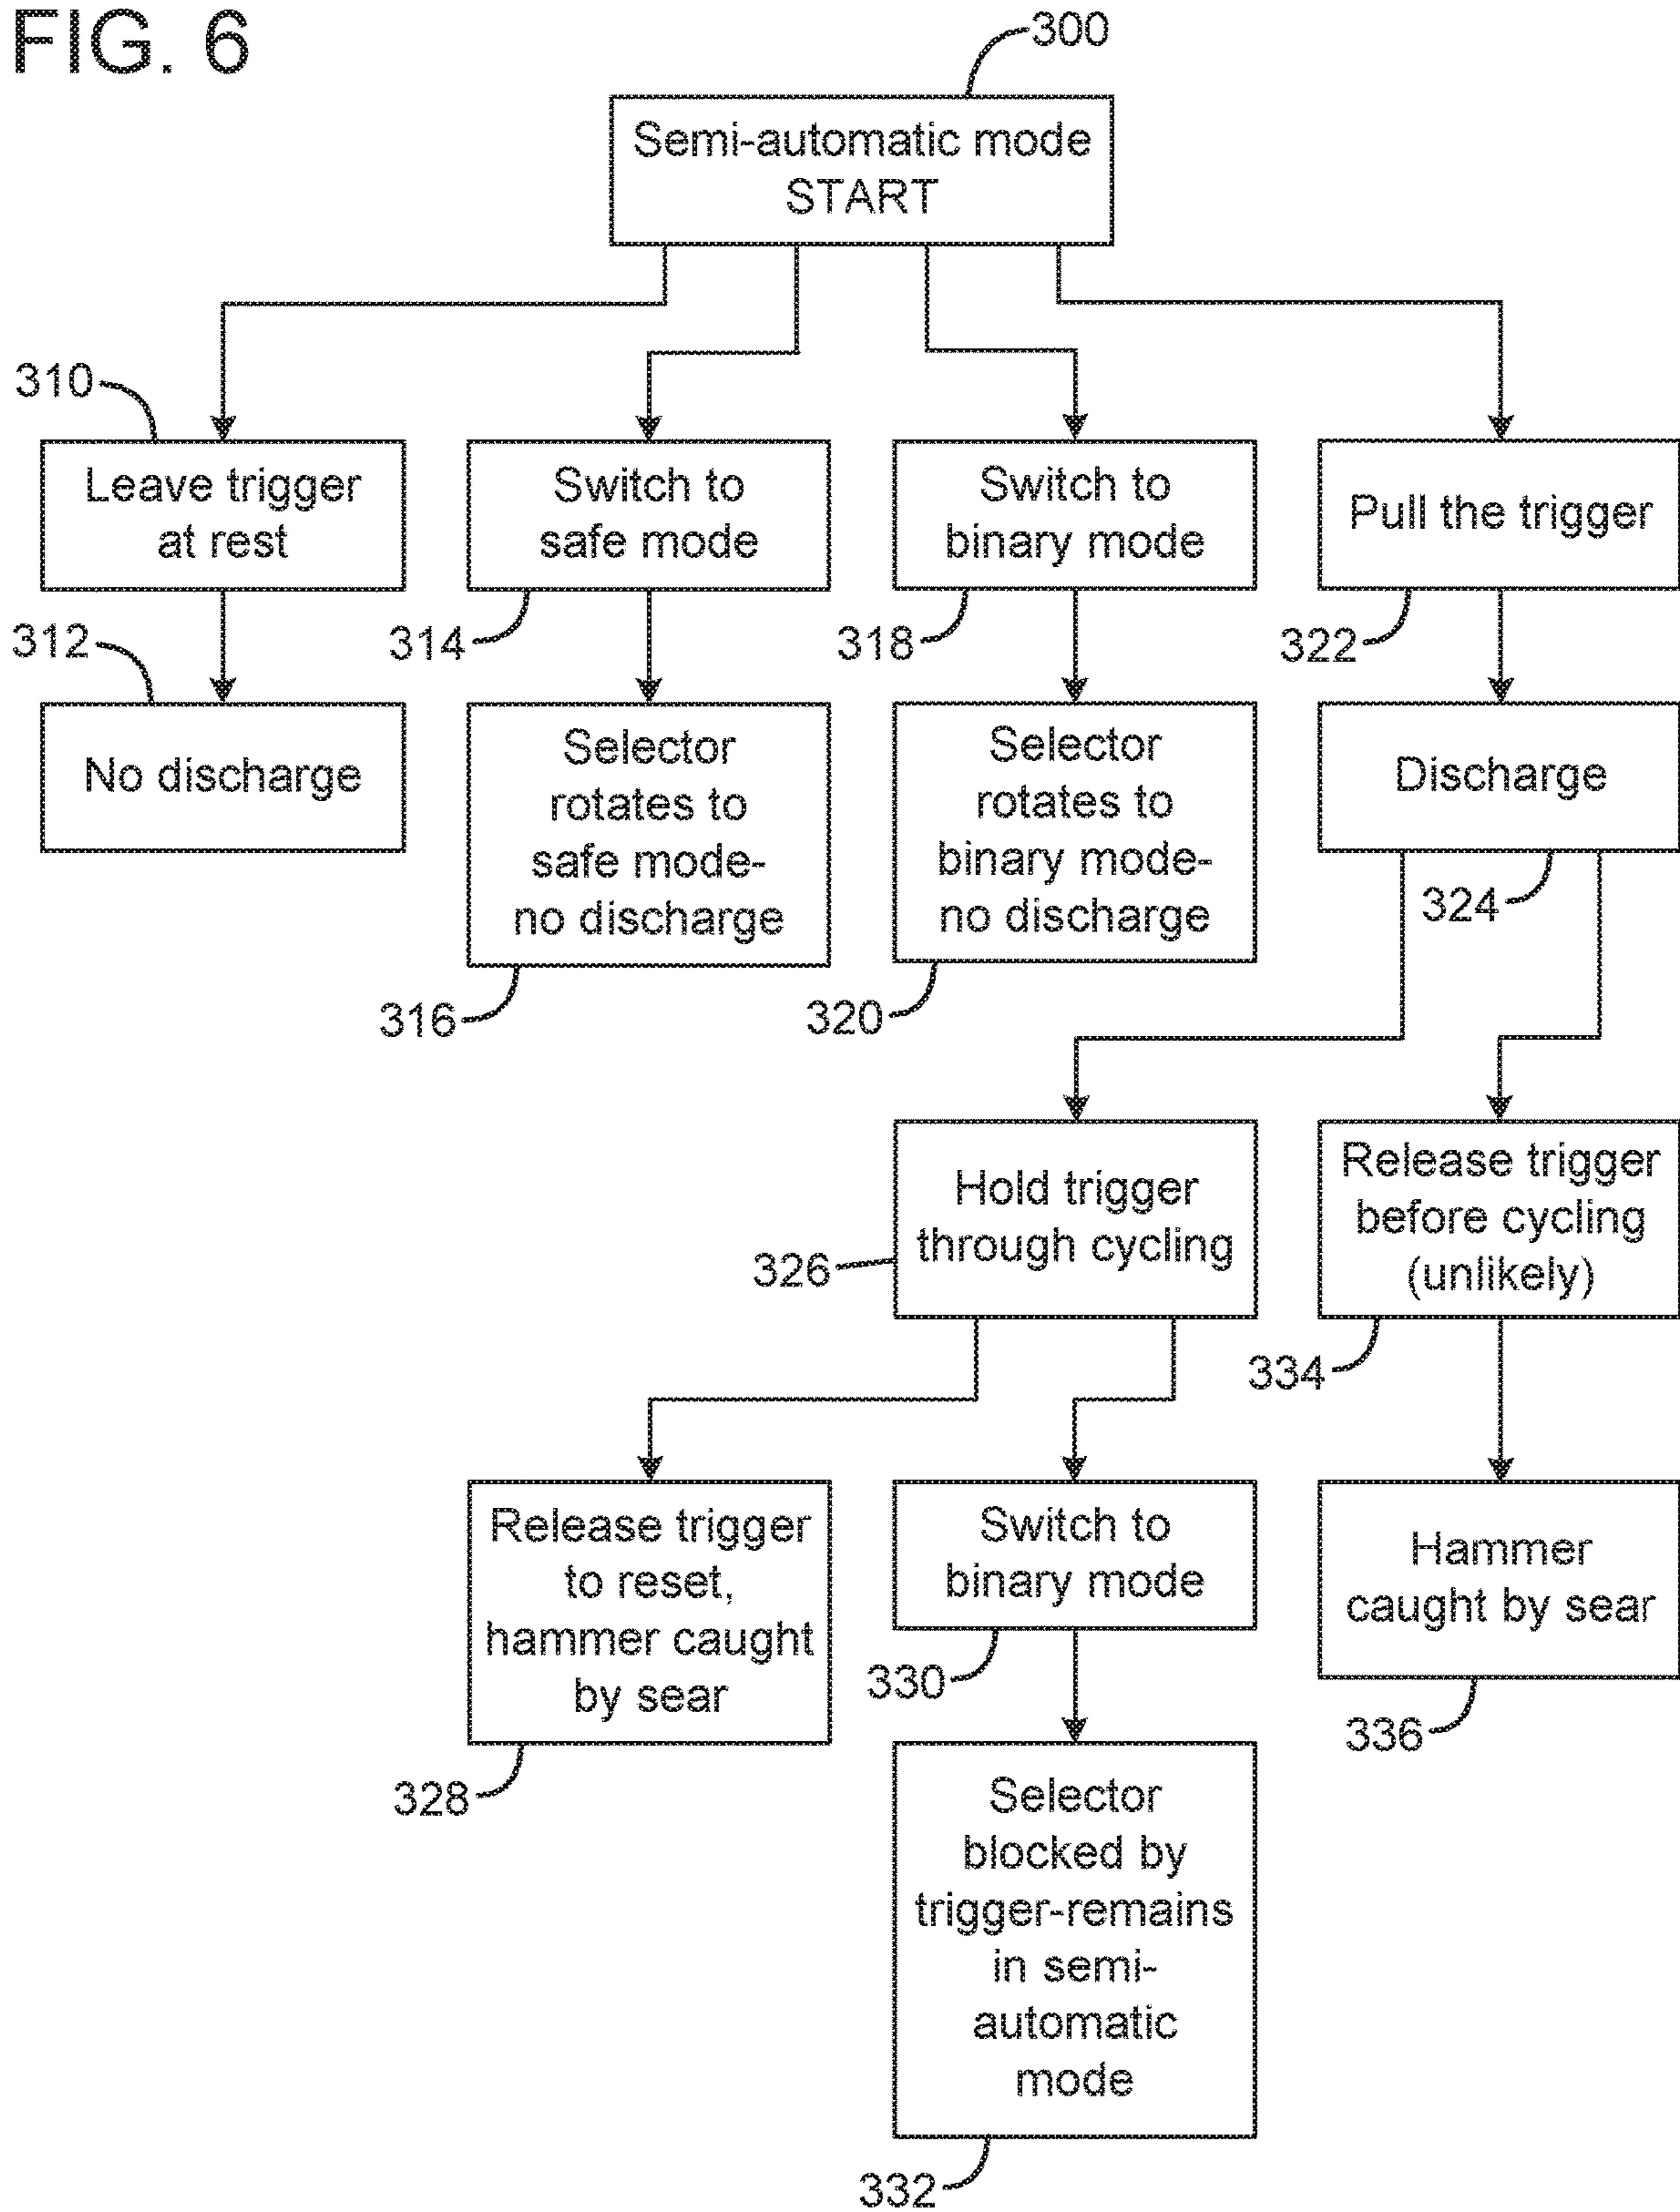 FIG. 6
300
Semi-automatic mode
START
310
Leave trigger
at rest
Switch to
safe mode
Switch to
binary mode
Pull the trigger
312
314
318
322
No discharge
Selector
rotates to
safe mode-
no discharge
Selector
rotates to
binary mode-
no discharge
Discharge
324
316
320
Hold trigger
through cycling
Release trigger
before cycling
(unlikely)
326
334
Release trigger
to reset,
hammer caught
by sear
Switch to
binary mode
Hammer
caught by sear
330
336
328
Selector
blocked by
trigger-remains
in semi-
automatic
mode
332